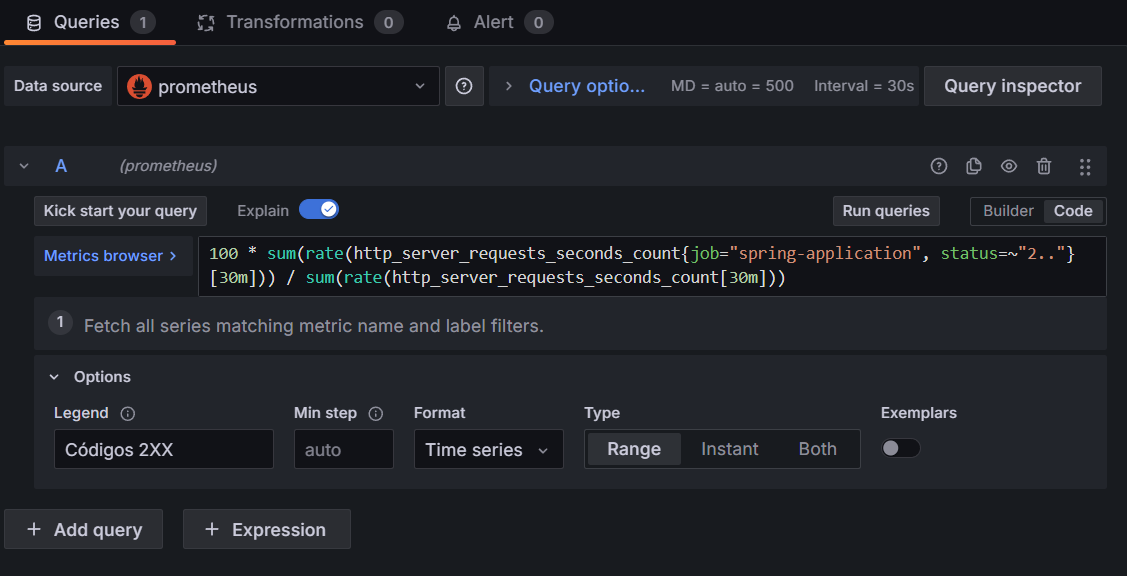 Queries 1 Transformations 0 Alert 0
Data source prometheus Query optio... MD = auto = 500 Interval = 30s Query inspector
A (prometheus)
Kick start your query Explain Run queries Builder Code
Metrics browser > 100 * sum(rate(http_server_requests_seconds_count{job="spring-application", status=~"2.."}
[30m])) / sum(rate(http_server_requests_seconds_count[30m]))
1 Fetch all series matching metric name and label filters.
Options
Legend Min step Format Type Exemplars
Códigos 2XX auto Time series Range Instant Both
+ Add query + Expression